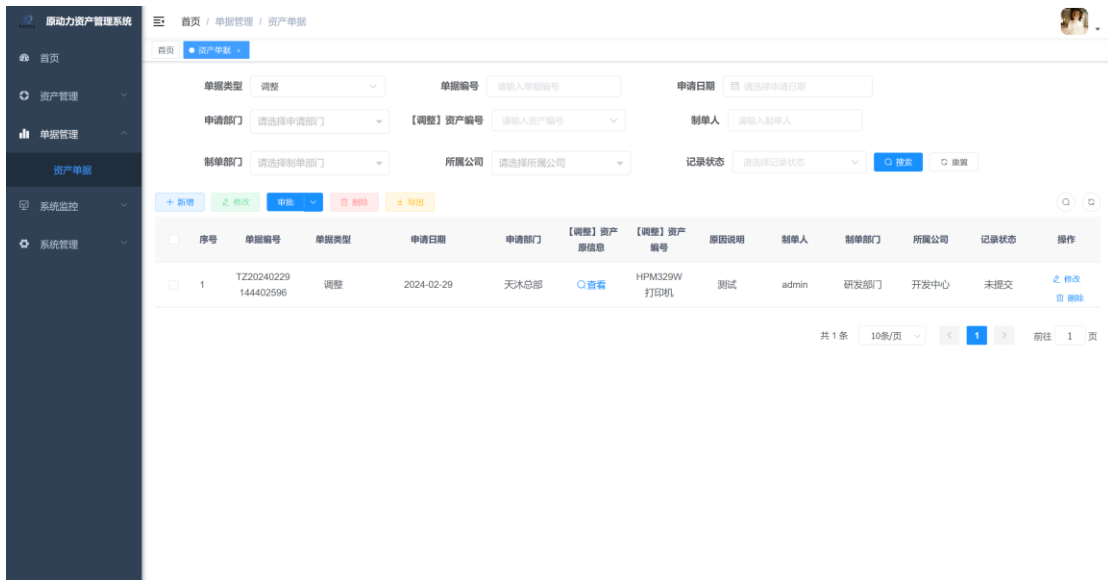 原动力资产管理系统
首页 / 单据管理 / 资产单据
首页
资产单据 ×
首页
资产管理
单据管理
资产单据
系统监控
系统管理
单据类型 调整
单据编号 请输入单据编号
申请日期 请选择申请日期
申请部门 请选择申请部门
【调整】资产编号 请输入资产编号
制单人 请输入制单人
制单部门 请选择制单部门
所属公司 请选择所属公司
记录状态 请选择记录状态
搜索 重置
+ 新增 修改 审批 删除 导出
序号 单据编号 单据类型 申请日期 申请部门 【调整】资产原信息 【调整】资产编号 原因说明 制单人 制单部门 所属公司 记录状态 操作
1 TZ20240229144402596 调整 2024-02-29 天沐总部 查看 HPM329W打印机 测试 admin 研发部门 开发中心 未提交 修改
删除
共 1 条 10条/页 < 1 > 前往 1 页